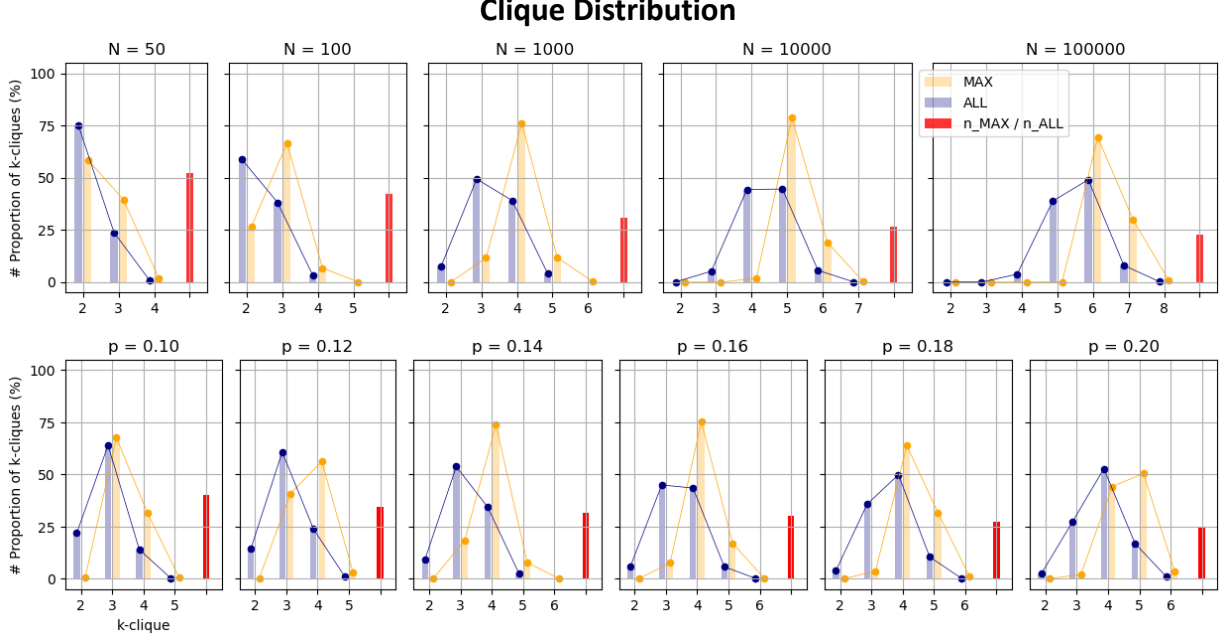 Clique Distribution
N = 50 N = 100 N = 1000 N = 10000 N = 100000
# Proportion of k-cliques (%)
100
75
50
25
0
MAX
ALL
n_MAX / n_ALL
2 3 4 2 3 4 5 2 3 4 5 6 2 3 4 5 6 7 2 3 4 5 6 7 8
p = 0.10 p = 0.12 p = 0.14 p = 0.16 p = 0.18 p = 0.20
# Proportion of k-cliques (%)
100
75
50
25
0
2 3 4 5 2 3 4 5 2 3 4 5 6 2 3 4 5 6 2 3 4 5 6 2 3 4 5 6
k-clique